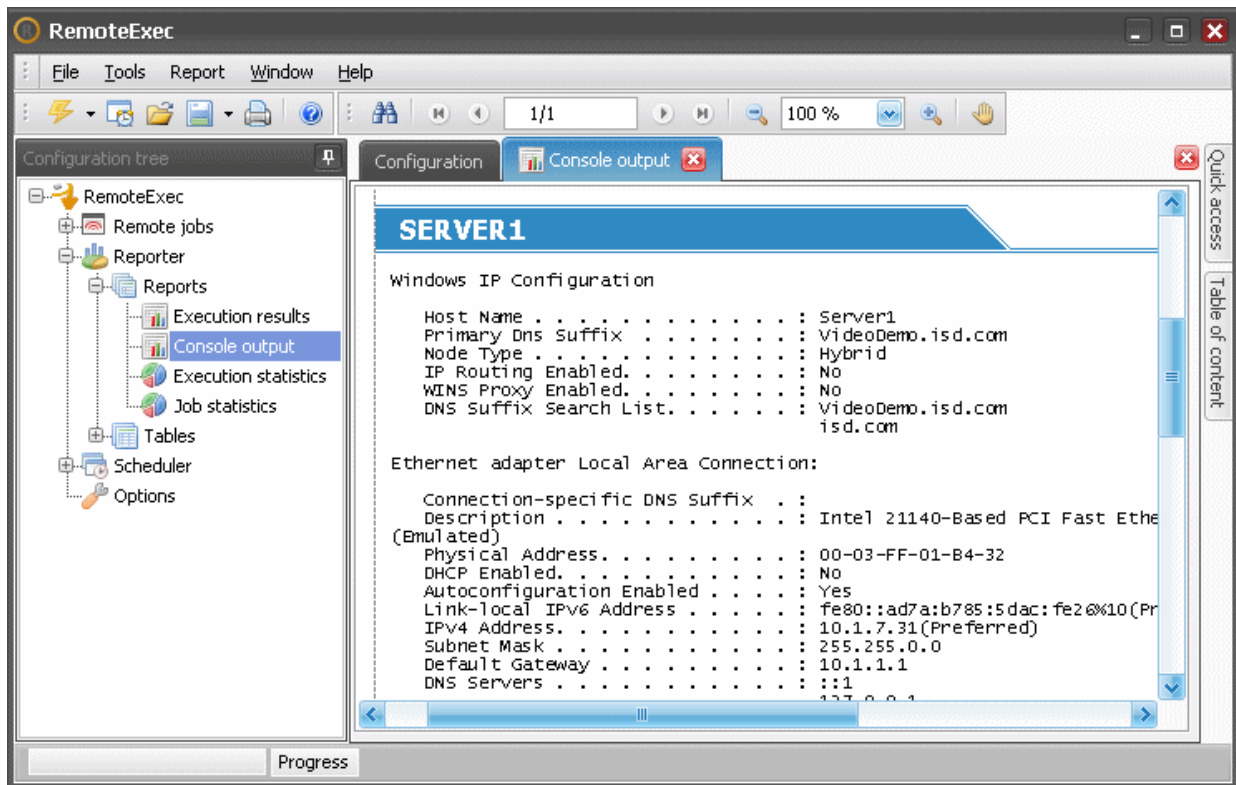 RemoteExec
File Tools Report Window Help
1/1 100 %
Configuration tree
RemoteExec
Remote jobs
Reporter
Reports
Execution results
Console output
Execution statistics
Job statistics
Tables
Scheduler
Options
Configuration Console output
SERVER1
Windows IP Configuration
Host Name . . . . . . . . . . . . : Server1
Primary Dns Suffix . . . . . . . : VideoDemo.isd.com
Node Type . . . . . . . . . . . . : Hybrid
IP Routing Enabled. . . . . . . . : No
WINS Proxy Enabled. . . . . . . . : No
DNS Suffix Search List. . . . . . : VideoDemo.isd.com
isd.com
Ethernet adapter Local Area Connection:
Connection-specific DNS Suffix . :
Description . . . . . . . . . . . : Intel 21140-Based PCI Fast Ethe
(Emulated)
Physical Address. . . . . . . . . : 00-03-FF-01-B4-32
DHCP Enabled. . . . . . . . . . . : No
Autoconfiguration Enabled . . . . : Yes
Link-local IPv6 Address . . . . . : fe80::ad7a:b785:5dac:fe26%10(Pr
IPv4 Address. . . . . . . . . . . : 10.1.7.31(Preferred)
Subnet Mask . . . . . . . . . . . : 255.255.0.0
Default Gateway . . . . . . . . . : 10.1.1.1
DNS Servers . . . . . . . . . . . : ::1
127.0.0.1
Quick access
Table of content
Progress